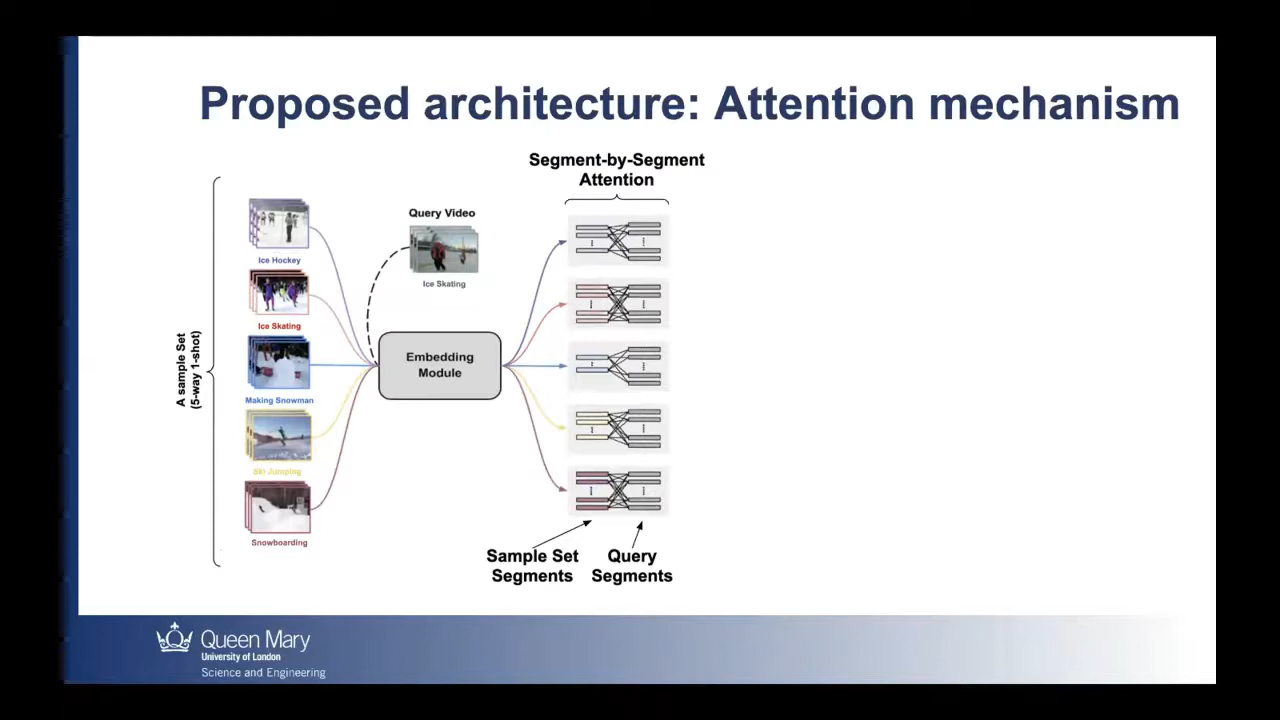 Proposed architecture: Attention mechanism
Segment-by-Segment
Attention
Query Video
Ice Skating
Ice Hockey
Ice Skating
A sample Set
(5-way 1-shot)
Embedding
Module
Making Snowman
Ski Jumping
Snowboarding
Sample Set
Segments
Query
Segments
Queen Mary
University of London
Science and Engineering